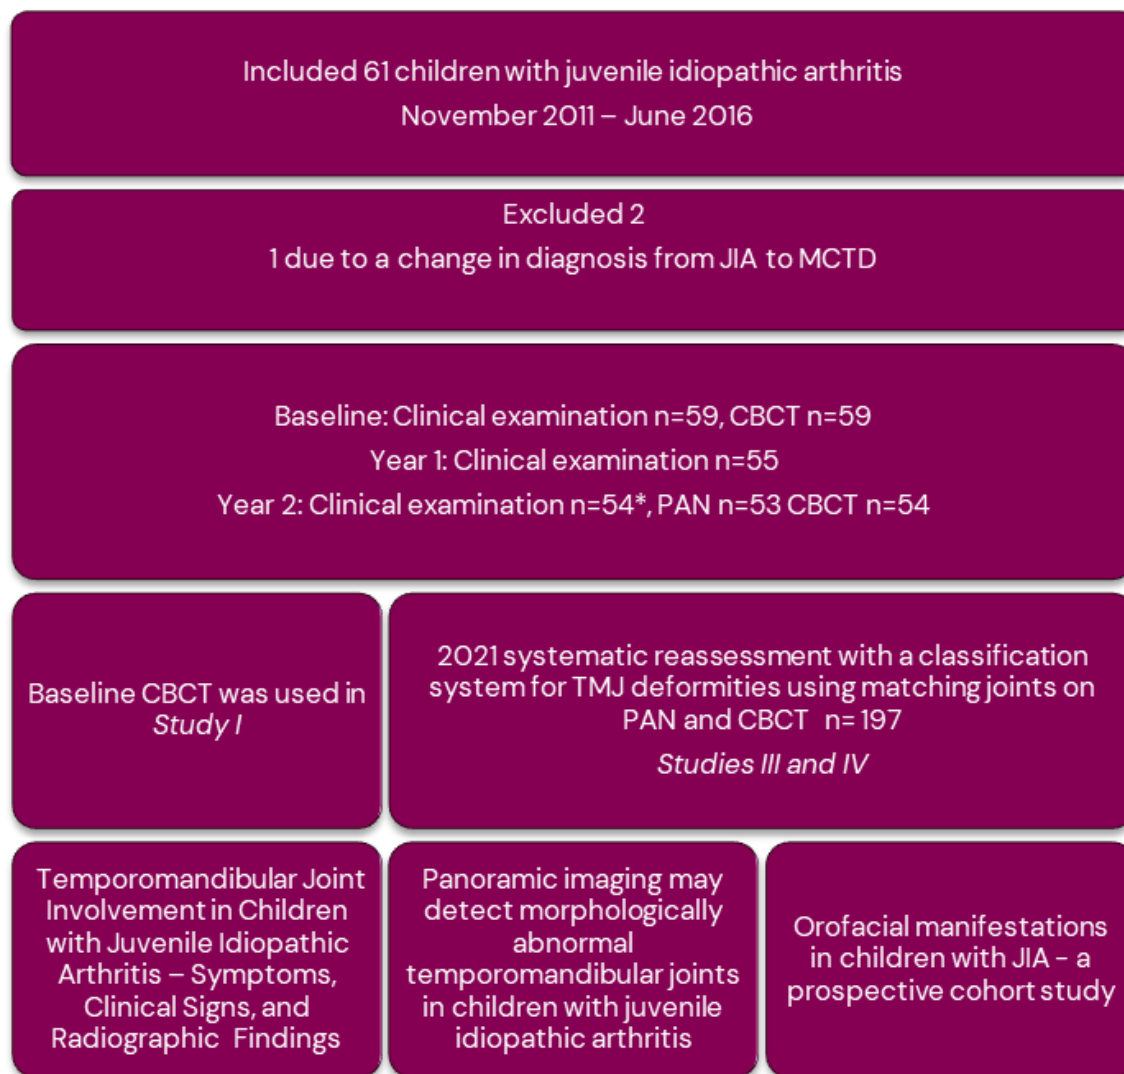 Included 61 children with juvenile idiopathic arthritis
November 2011 – June 2016
Excluded 2
1 due to a change in diagnosis from JIA to MCTD
Baseline: Clinical examination n=59, CBCT n=59
Year 1: Clinical examination n=55
Year 2: Clinical examination n=54*, PAN n=53 CBCT n=54
Baseline CBCT was used in
Study I
2021 systematic reassessment with a classification
system for TMJ deformities using matching joints on
PAN and CBCT n= 197
Studies III and IV
Temporomandibular Joint
Involvement in Children
with Juvenile Idiopathic
Arthritis – Symptoms,
Clinical Signs, and
Radiographic Findings
Panoramic imaging may
detect morphologically
abnormal
temporomandibular joints
in children with juvenile
idiopathic arthritis
Orofacial manifestations
in children with JIA - a
prospective cohort study